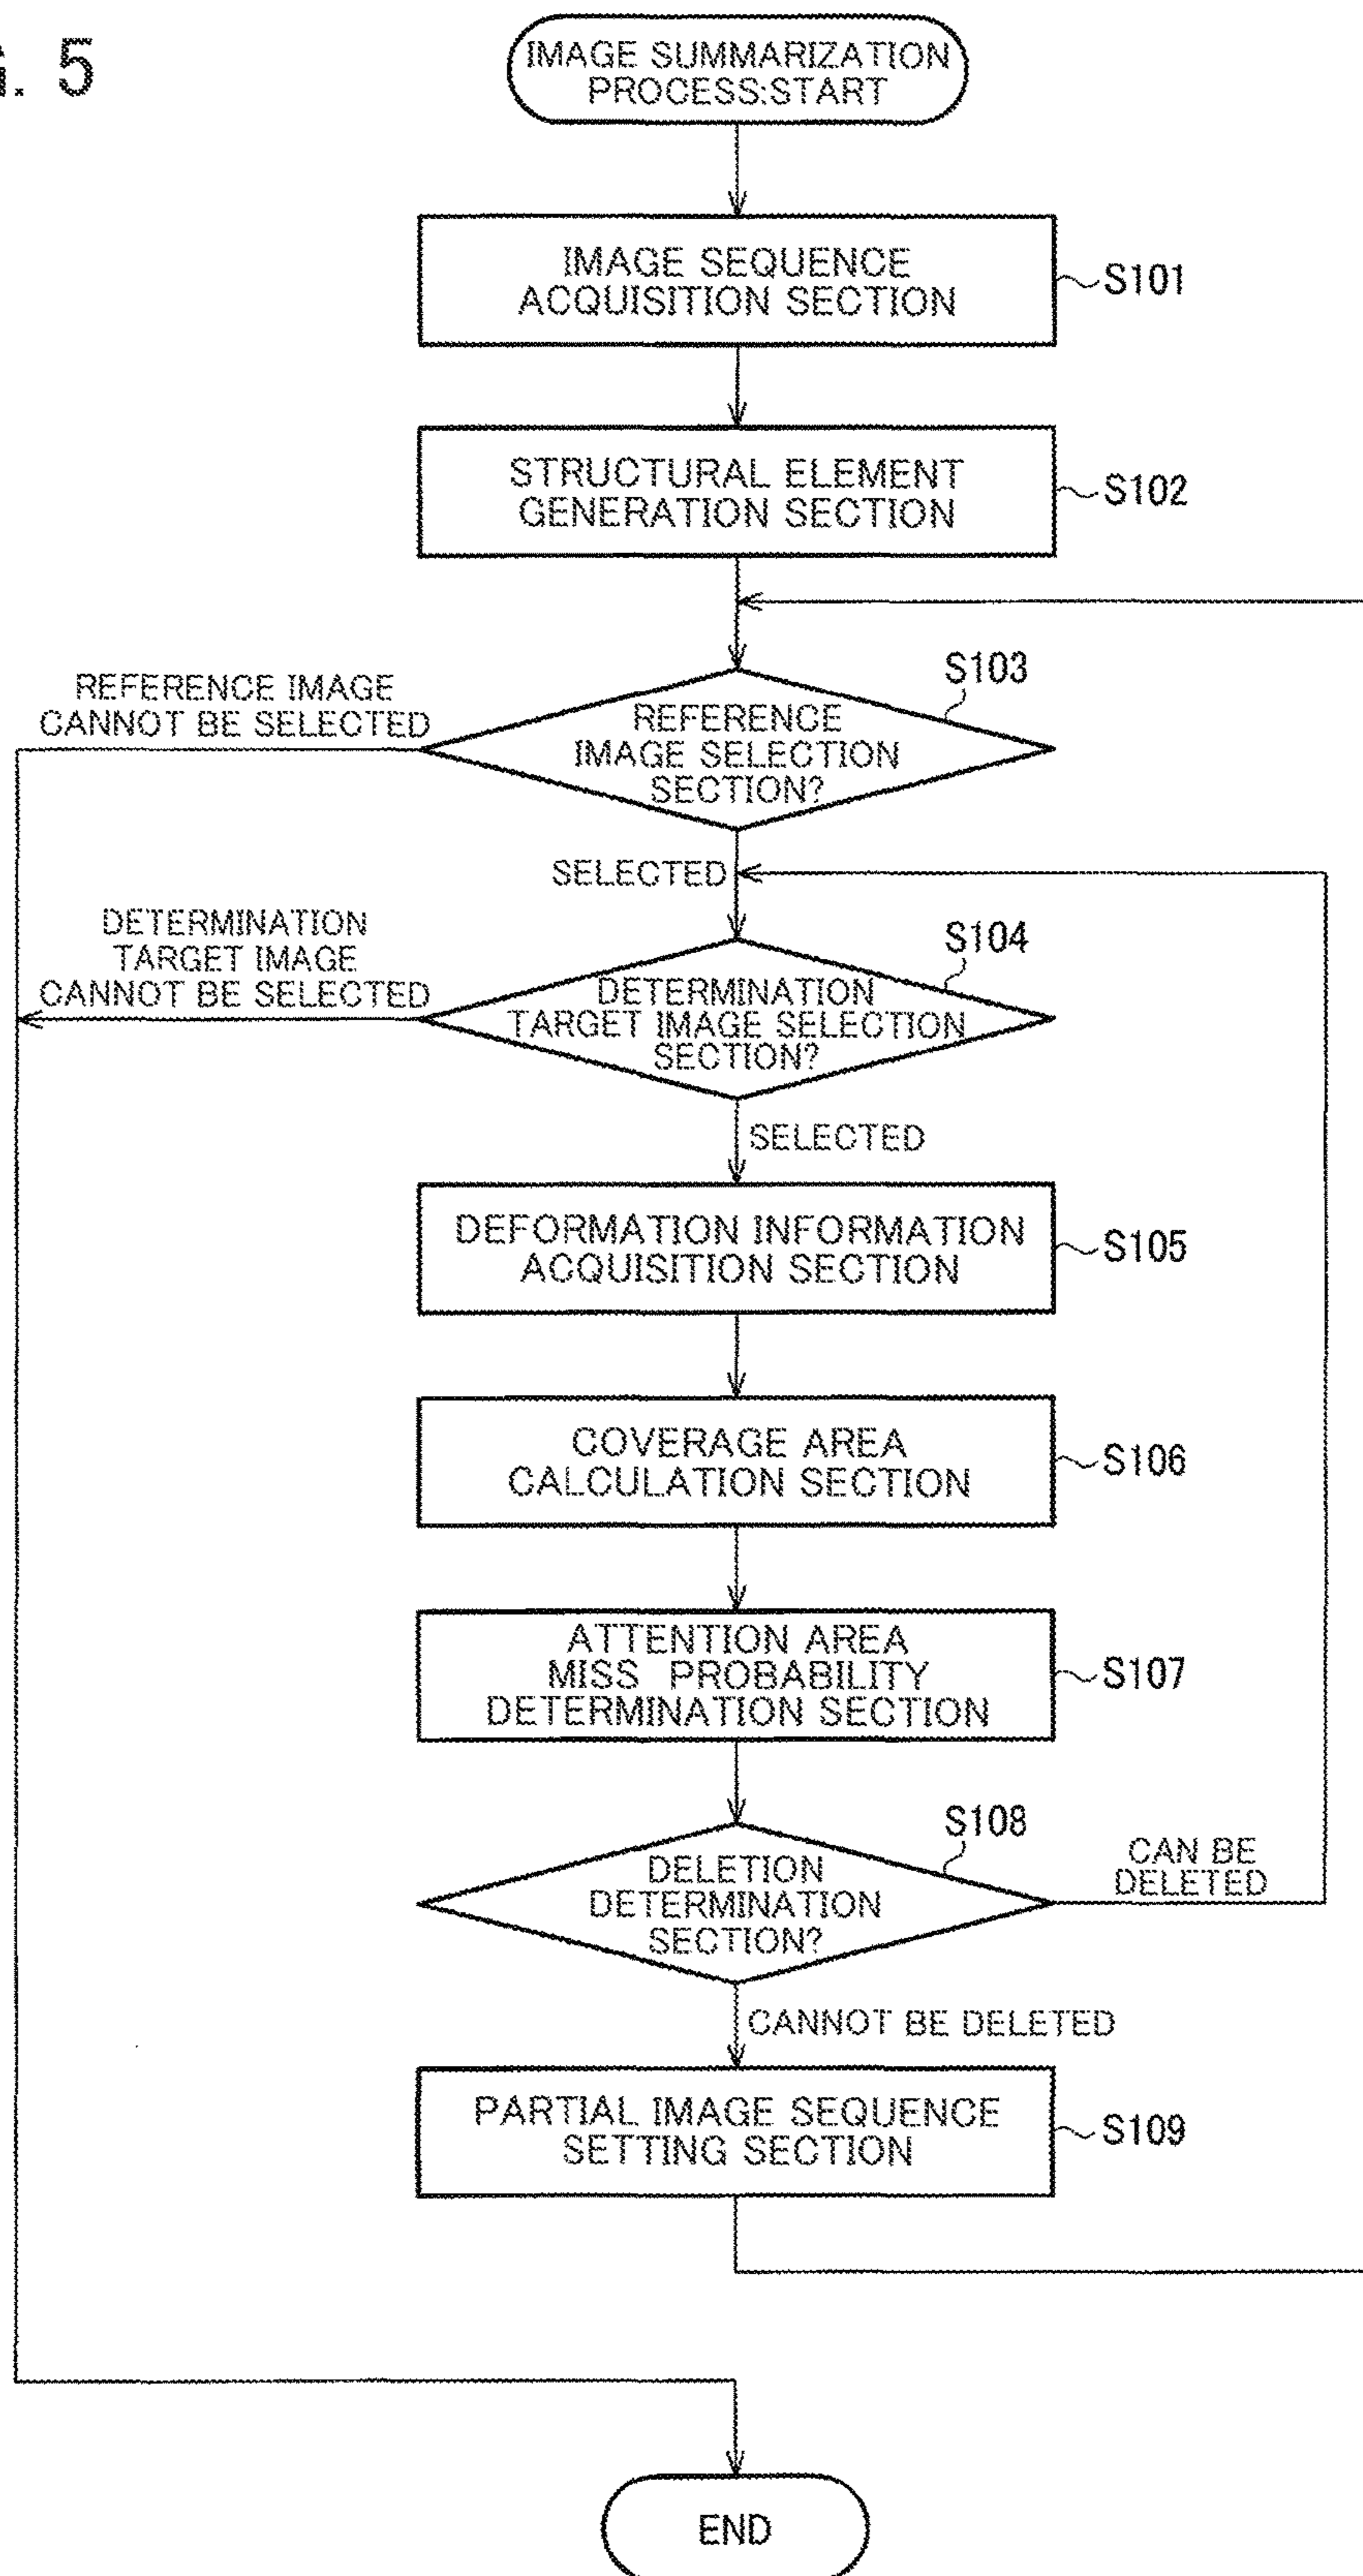 . 5
IMAGE SUMMARIZATION
PROCESS:START
IMAGE SEQUENCE
ACQUISITION SECTION
S101
STRUCTURAL ELEMENT
GENERATION SECTION
S102
REFERENCE IMAGE
CANNOT BE SELECTED
S103
REFERENCE
IMAGE SELECTION
SECTION?
SELECTED
DETERMINATION
TARGET IMAGE
CANNOT BE SELECTED
S104
DETERMINATION
TARGET IMAGE SELECTION
SECTION?
SELECTED
DEFORMATION INFORMATION
ACQUISITION SECTION
S105
COVERAGE AREA
CALCULATION SECTION
S106
ATTENTION AREA
MISS PROBABILITY
DETERMINATION SECTION
S107
S108
DELETION
DETERMINATION
SECTION?
CAN BE
DELETED
CANNOT BE DELETED
PARTIAL IMAGE SEQUENCE
SETTING SECTION
S109
END